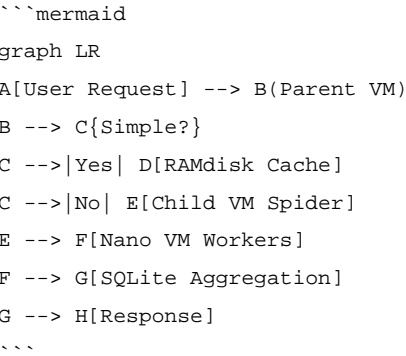 ```mermaid
graph LR
A[User Request] --> B(Parent VM)
B --> C{Simple?}
C -->|Yes| D[RAMdisk Cache]
C -->|No| E[Child VM Spider]
E --> F[Nano VM Workers]
F --> G[SQLite Aggregation]
G --> H[Response]
```